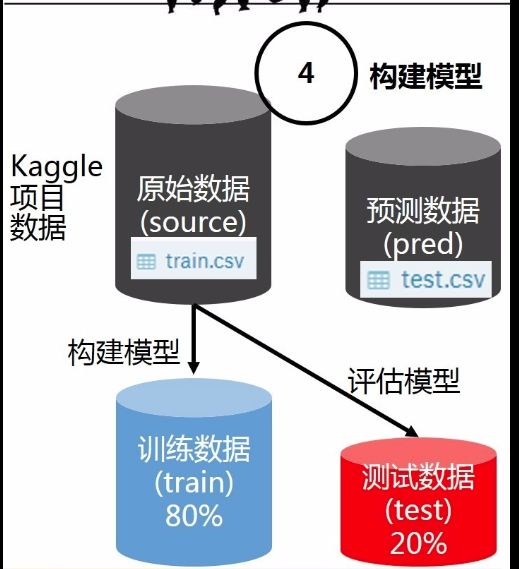 4
构建模型
Kaggle
项目
数据
原始数据
(source)
train.csv
预测数据
(pred)
test.csv
构建模型
评估模型
训练数据
(train)
80%
测试数据
(test)
20%